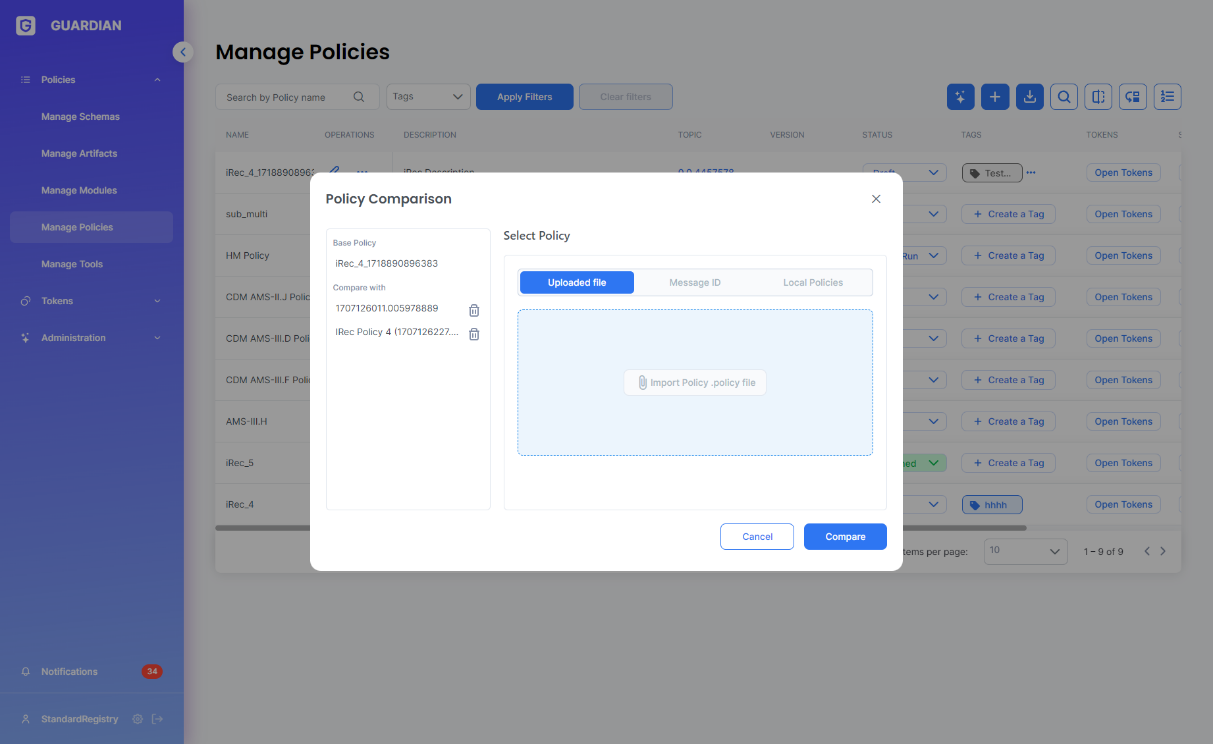 GUARDIAN
Policies
Manage Schemas
Manage Artifacts
Manage Modules
Manage Policies
Manage Tools
Tokens
Administration
Notifications 34
StandardRegistry
Manage Policies
Search by Policy name Tags Apply Filters Clear filters
NAME OPERATIONS DESCRIPTION TOPIC VERSION STATUS TAGS TOKENS
iRec_4_1718890896 iRec Description 0.0.4457578 Draft Test... Open Tokens
sub_multi Create a Tag Open Tokens
HM Policy Run Create a Tag Open Tokens
CDM AMS-II.J Polic Create a Tag Open Tokens
CDM AMS-III.D Poli Create a Tag Open Tokens
CDM AMS-III.F Polic Create a Tag Open Tokens
AMS-III.H Create a Tag Open Tokens
iRec_5 ned Create a Tag Open Tokens
iRec_4 hhhh Open Tokens
tems per page: 10 1 – 9 of 9
Policy Comparison
Base Policy
iRec_4_1718890896383
Compare with
1707126011.005978889
IRec Policy 4 (1707126227....
Select Policy
Uploaded file Message ID Local Policies
Import Policy .policy file
Cancel Compare